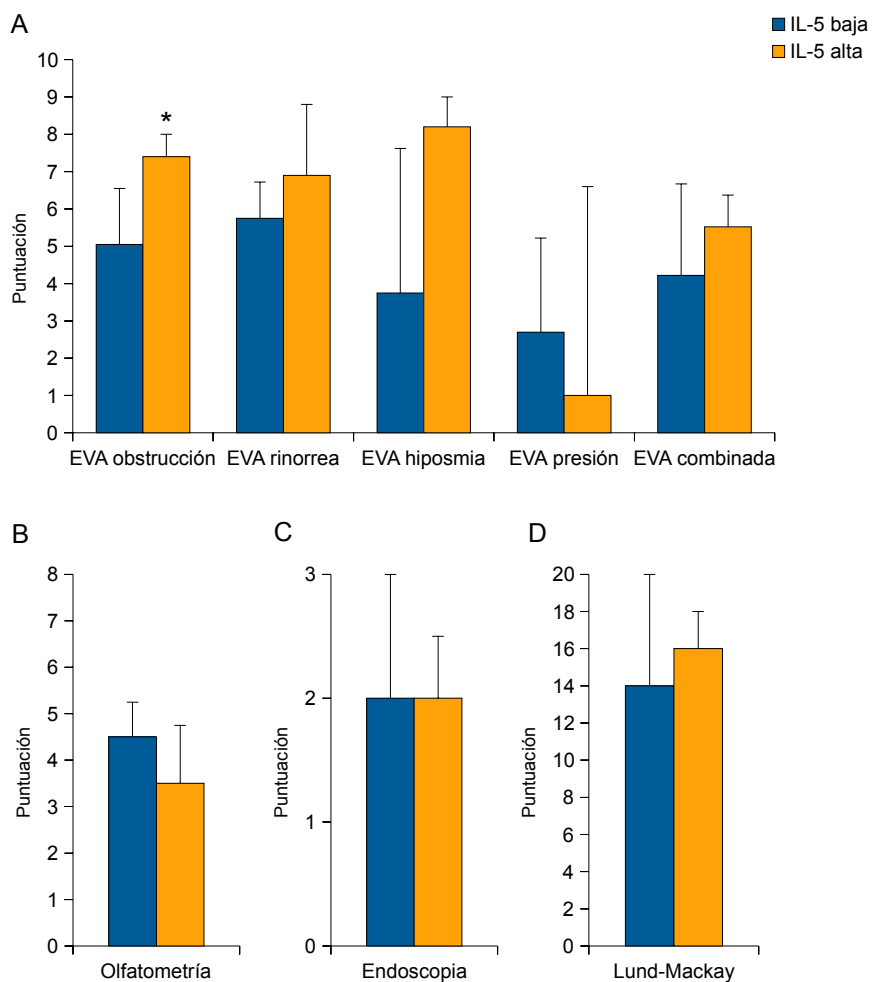 A
IL-5 baja
IL-5 alta
10
9
8
7
6
5
4
3
2
1
0
Puntuación
*
EVA obstrucción EVA rinorrea EVA hiposmia EVA presión EVA combinada
B
8
7
6
5
4
3
2
1
0
Puntuación
Olfatometría
C
3
2
1
0
Puntuación
Endoscopia
D
20
18
16
14
12
10
8
6
4
2
0
Puntuación
Lund-Mackay